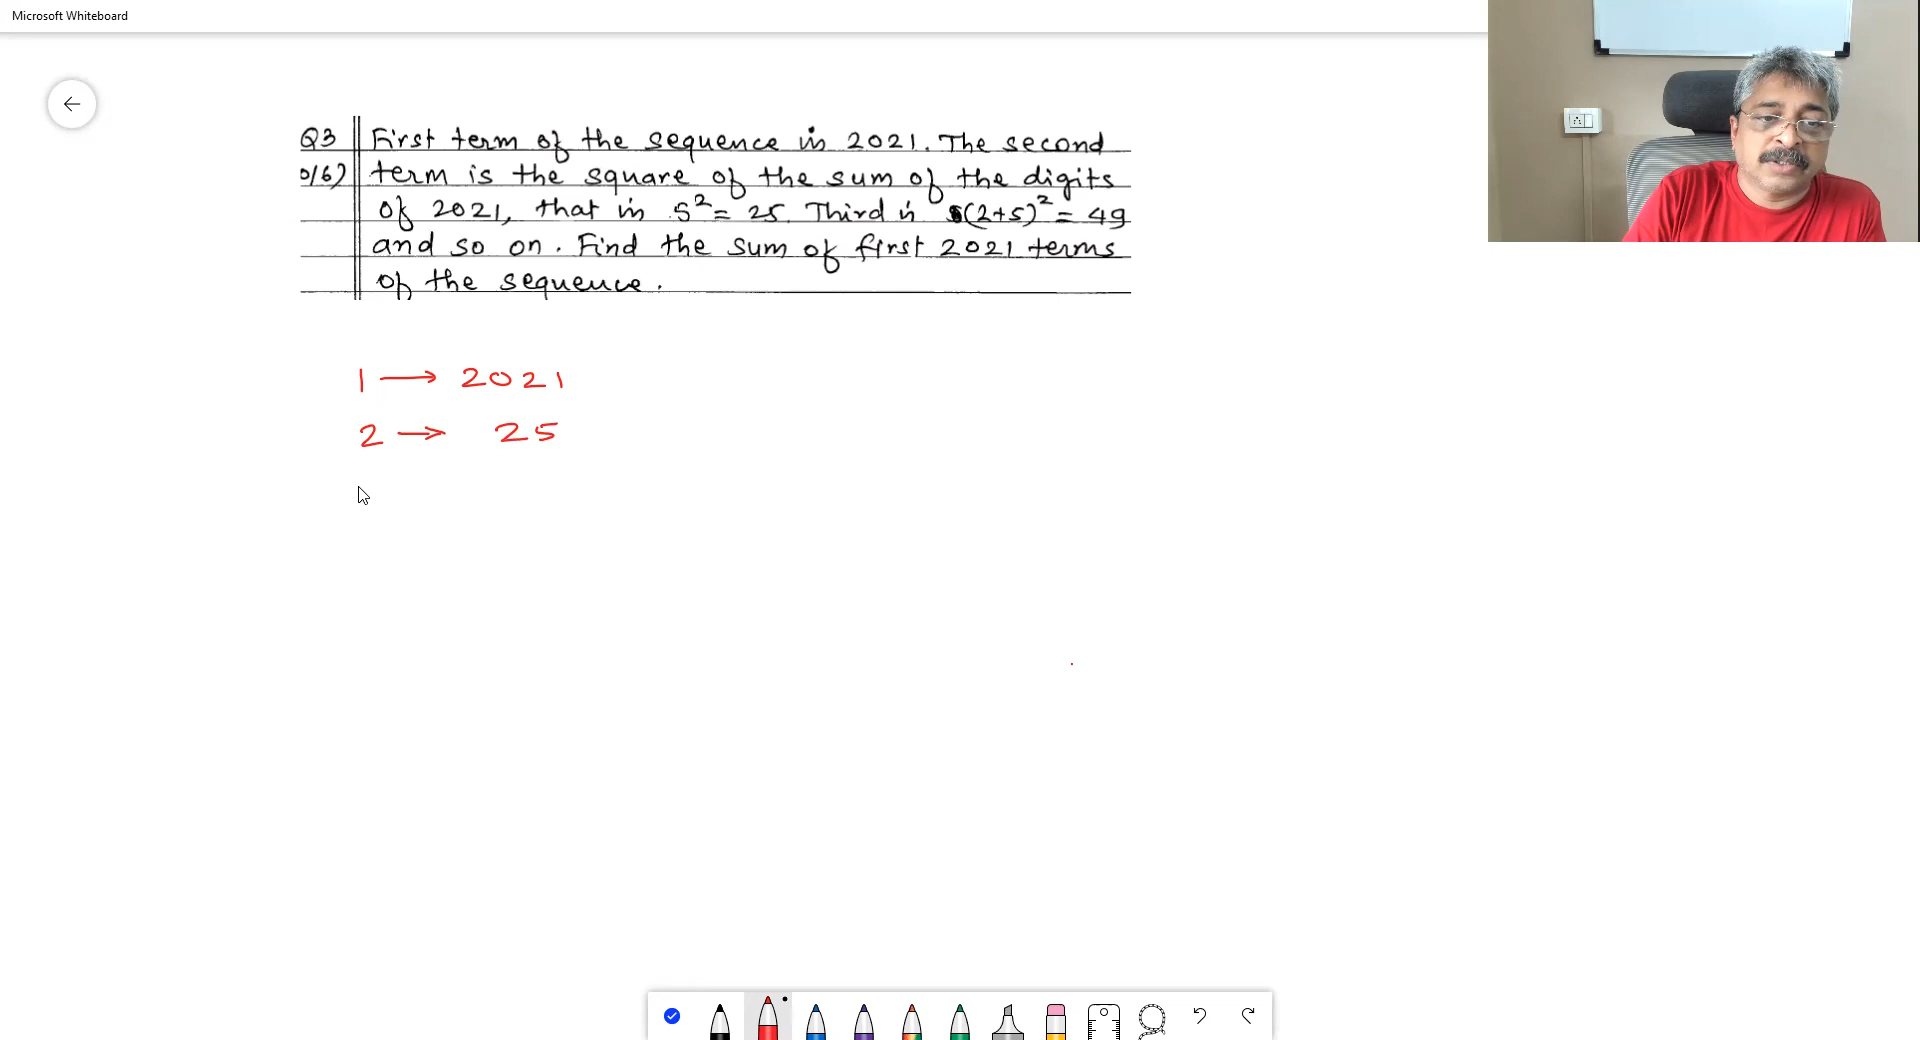 Microsoft Whiteboard
Q3 First term of the sequence is 2021. The second
0/6) term is the square of the sum of the digits
of 2021, that is 5² = 25. Third is (2+5)² = 49
and so on. Find the sum of first 2021 terms
of the sequence.
1 → 2021
2 → 25